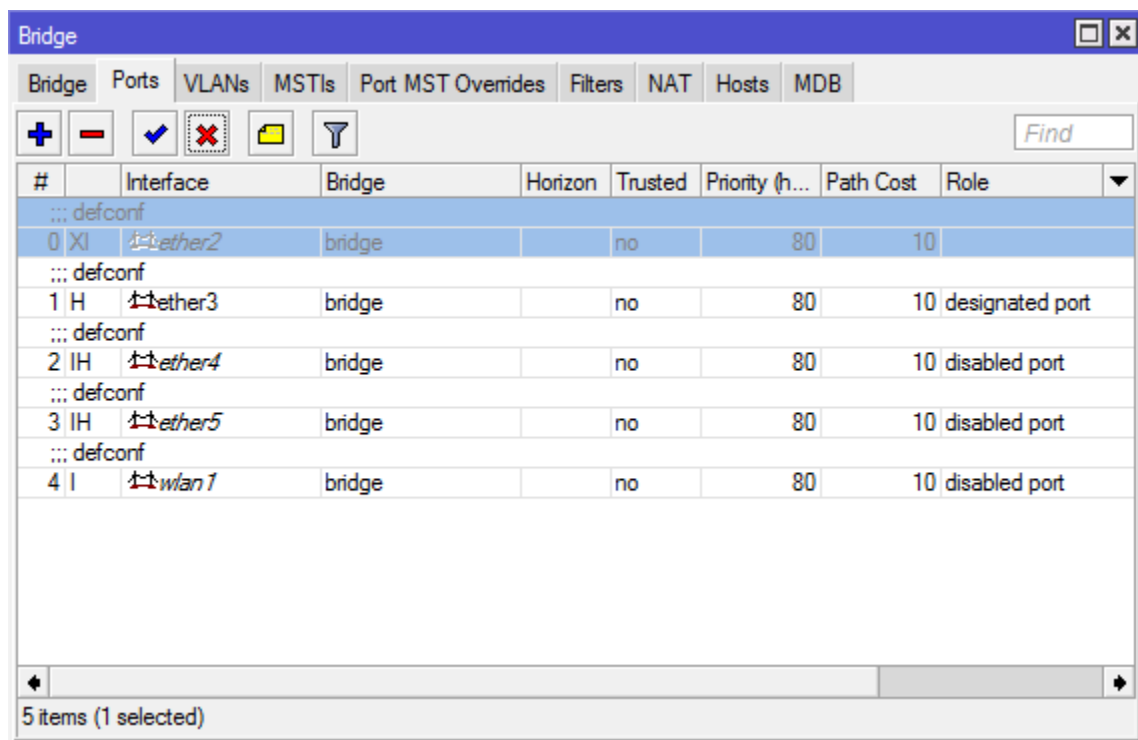 Bridge
Bridge Ports VLANs MSTIs Port MST Overrides Filters NAT Hosts MDB
Find
# Interface Bridge Horizon Trusted Priority (h... Path Cost Role
;;; defconf
0 XI ether2 bridge no 80 10
;;; defconf
1 H ether3 bridge no 80 10 designated port
;;; defconf
2 IH ether4 bridge no 80 10 disabled port
;;; defconf
3 IH ether5 bridge no 80 10 disabled port
;;; defconf
4 I wlan1 bridge no 80 10 disabled port
5 items (1 selected)